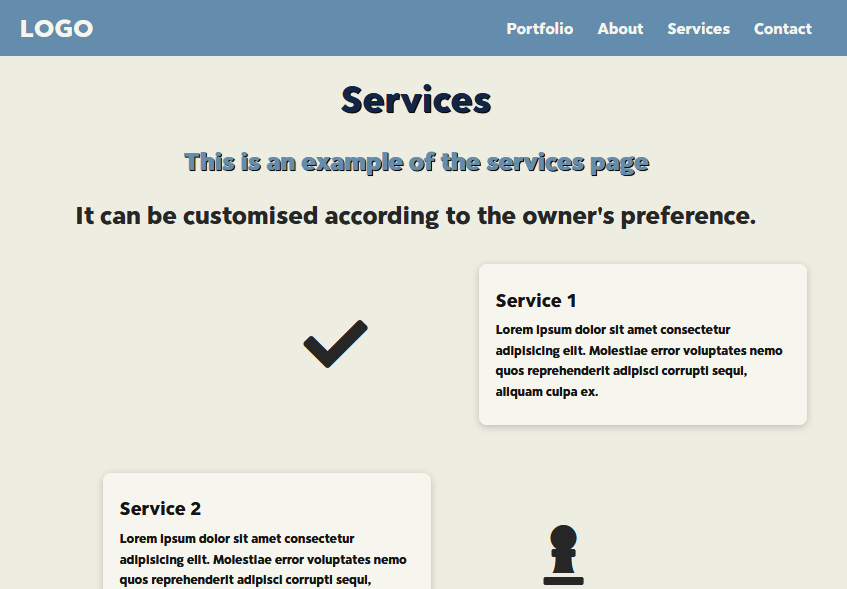 LOGO
Portfolio About Services Contact
Services
This is an example of the services page
It can be customised according to the owner's preference.
Service 1
Lorem ipsum dolor sit amet consectetur
adipisicing elit. Molestiae error voluptates nemo
quos reprehenderit adipisci corrupti sequi,
aliquam culpa ex.
Service 2
Lorem ipsum dolor sit amet consectetur
adipisicing elit. Molestiae error voluptates nemo
quos reprehenderit adipisci corrupti sequi,